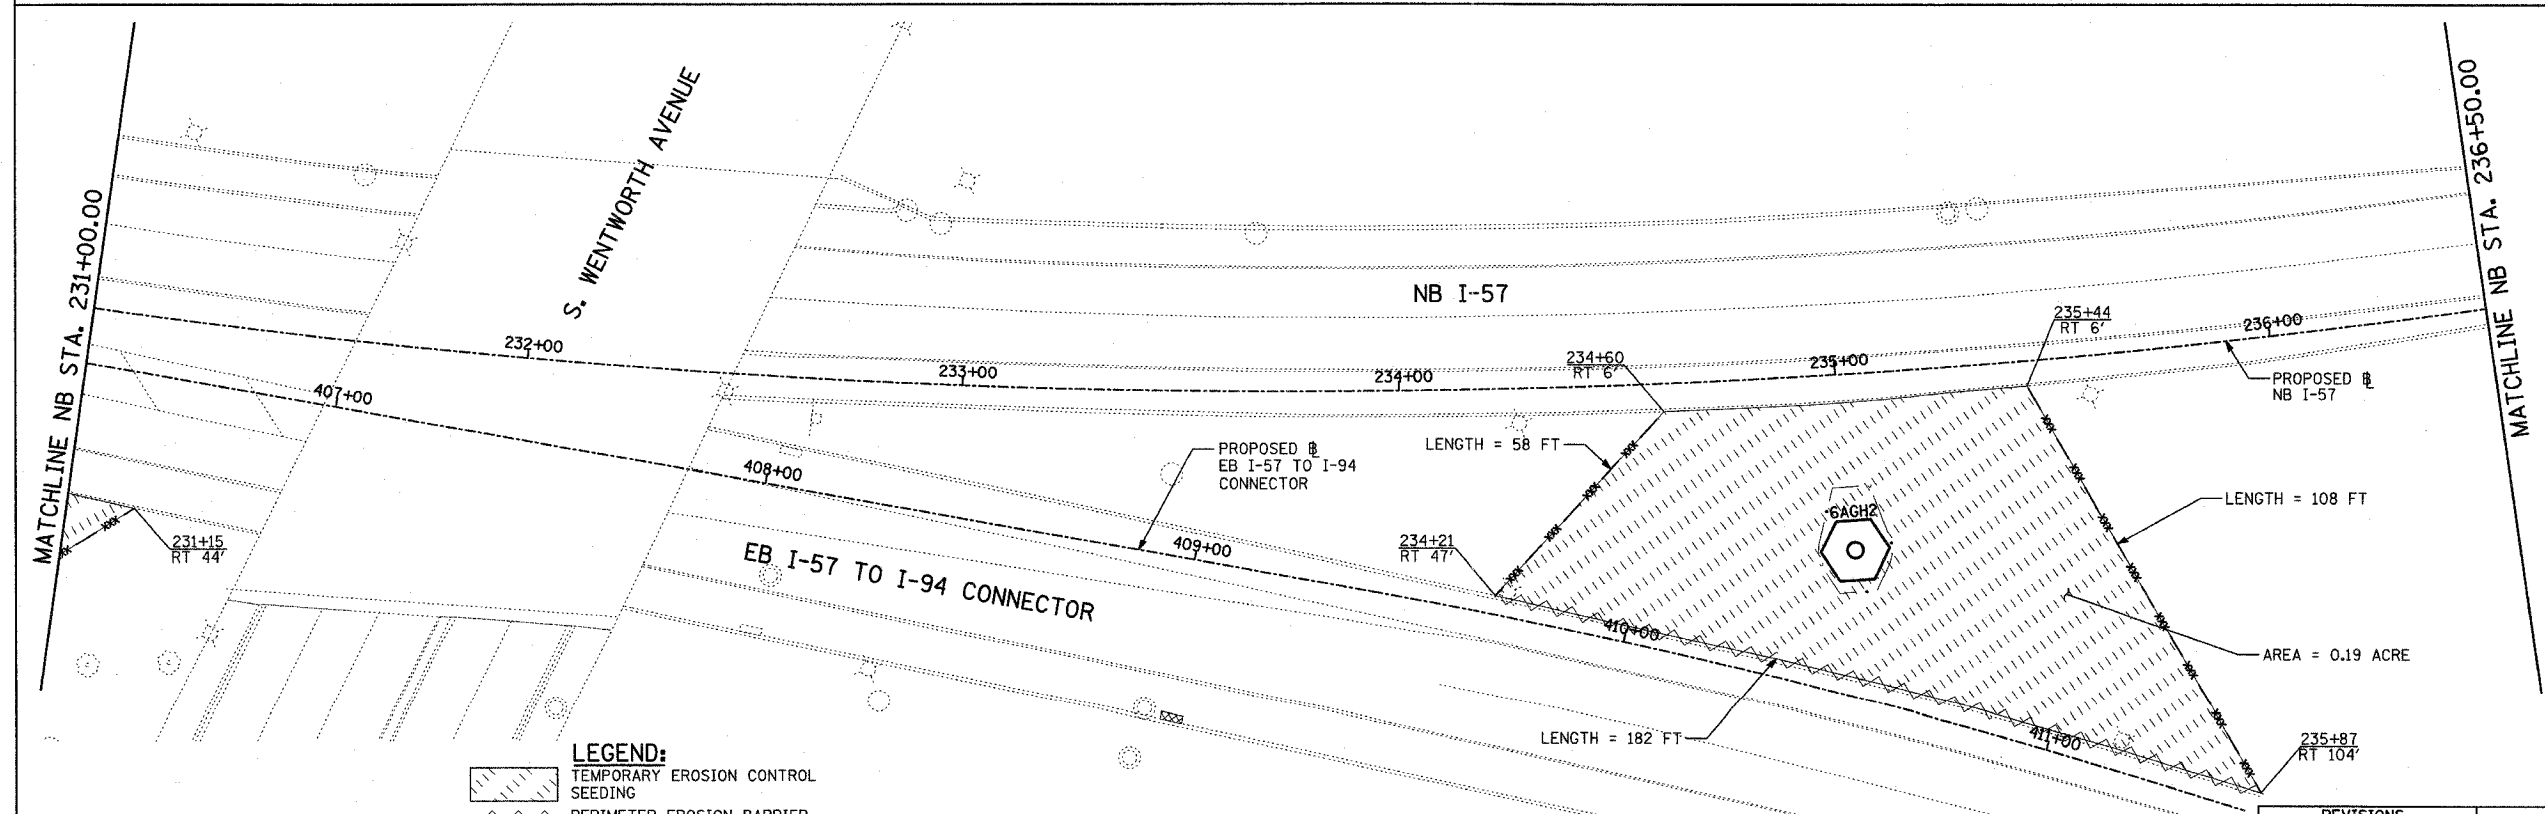 MATCHLINE NB STA. 231+00.00
S. WENTWORTH AVENUE
NB I-57
MATCHLINE NB STA. 236+50.00
232+00
233+00
234+00
235+00
236+00
234+60
RT 6'
235+44
RT 6'
PROPOSED
NB I-57
407+00
408+00
409+00
410+00
411+00
PROPOSED
EB I-57 TO I-94
CONNECTOR
LENGTH = 58 FT
LENGTH = 108 FT
6AGH2
231+15
RT 44'
234+21
RT 47'
EB I-57 TO I-94 CONNECTOR
AREA = 0.19 ACRE
LENGTH = 182 FT
235+87
RT 104'
LEGEND:
TEMPORARY EROSION CONTROL
SEEDING
PERIMETER EROSION BARRIER
REVISIONS